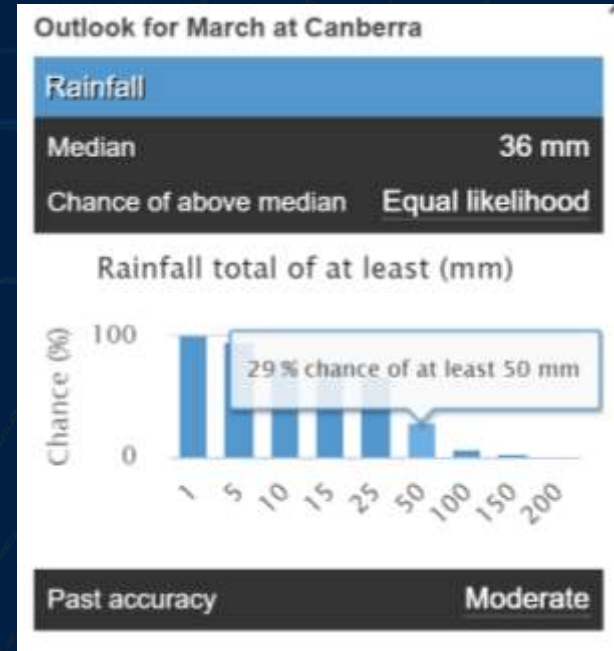 Outlook for March at Canberra
Rainfall
Median 36 mm
Chance of above median Equal likelihood
Rainfall total of at least (mm)
Chance (%)
100
29 % chance of at least 50 mm
0
1 5 10 15 25 50 100 150 200
Past accuracy Moderate